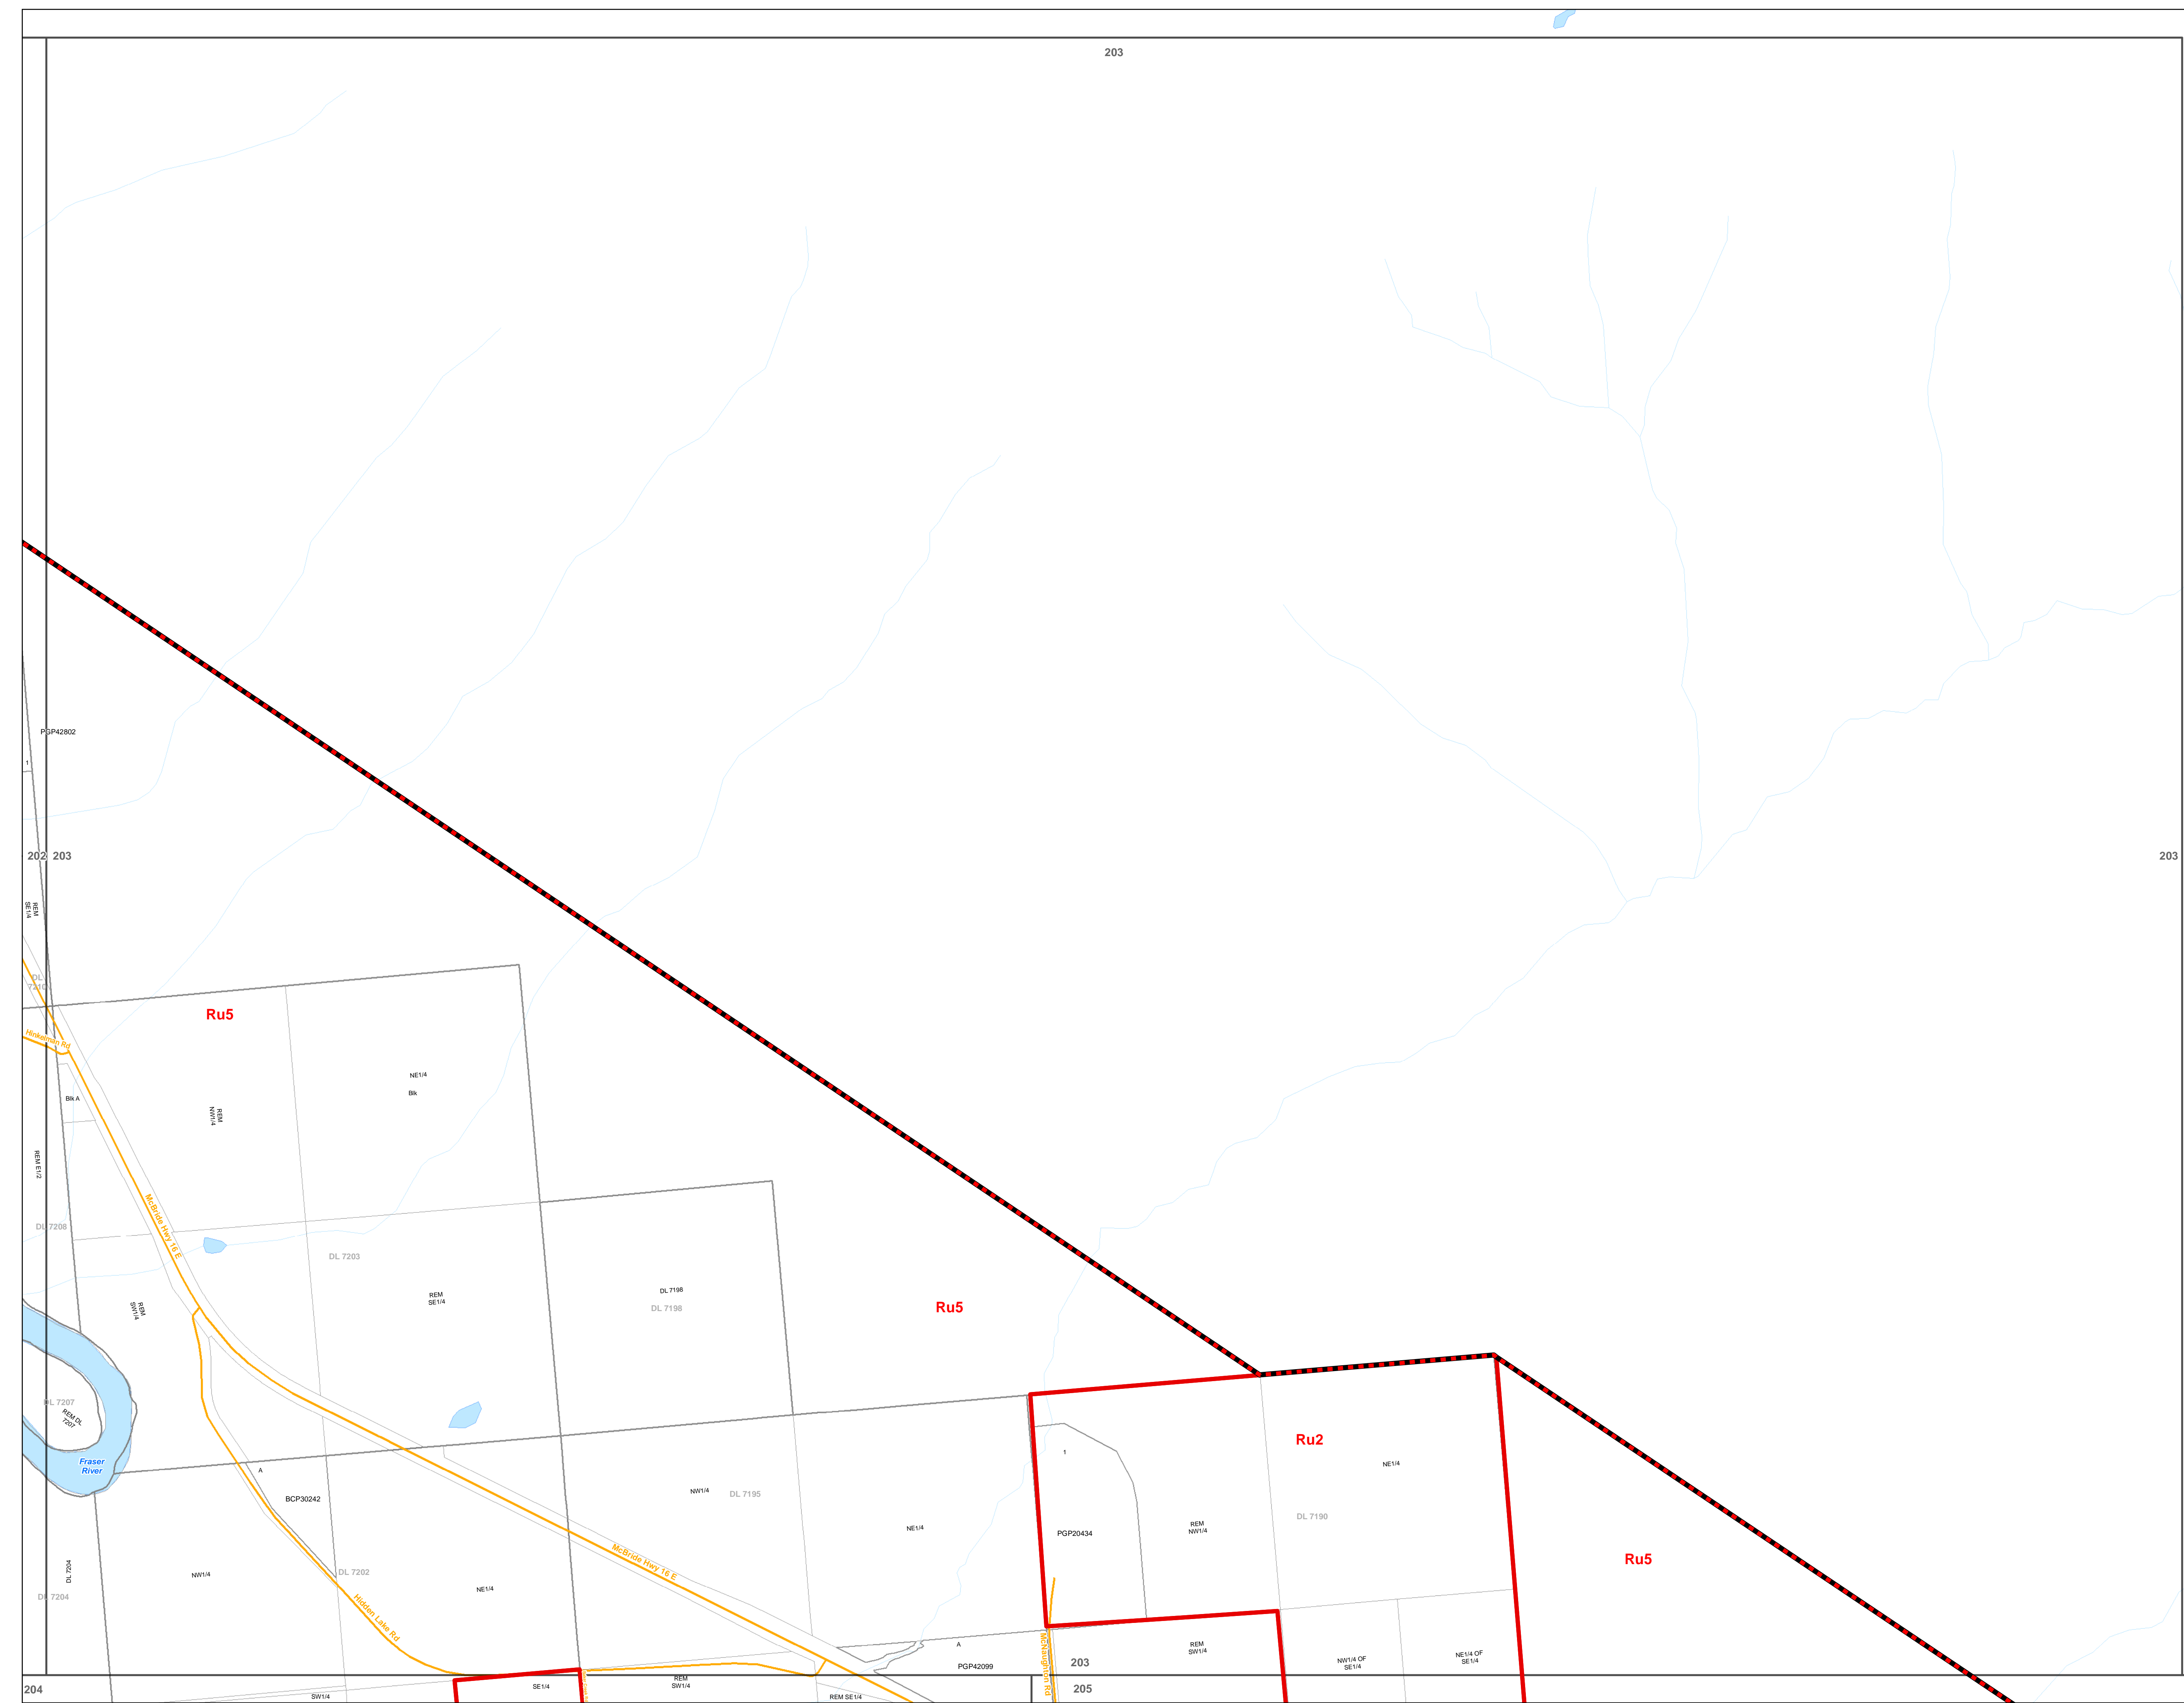 203
PGP42802
1
202 203
203
REM
SE1/4
DL
7210
Ru5
Hinkelman Rd
NE1/4
Blk
Blk A
REM
NW1/4
REM E1/2
McBride Hwy 16 E
DL 7208
DL 7203
REM
SE1/4
DL 7198
DL 7198
REM
SW1/4
Ru5
DL 7207
REM DL
7207
Fraser
River
Ru2
1
NE1/4
A
BCP30242
NW1/4
DL 7195
NE1/4
PGP20434
REM
NW1/4
DL 7190
Ru5
McBride Hwy 16 E
DL 7204
NW1/4
DL 7202
NE1/4
DL 7204
Hidden Lake Rd
A
PGP42099
McNaughton Rd
REM
SW1/4
NW1/4 OF
SE1/4
NE1/4 OF
SE1/4
203
204
SW1/4
SE1/4
REM
SW1/4
REM SE1/4
205